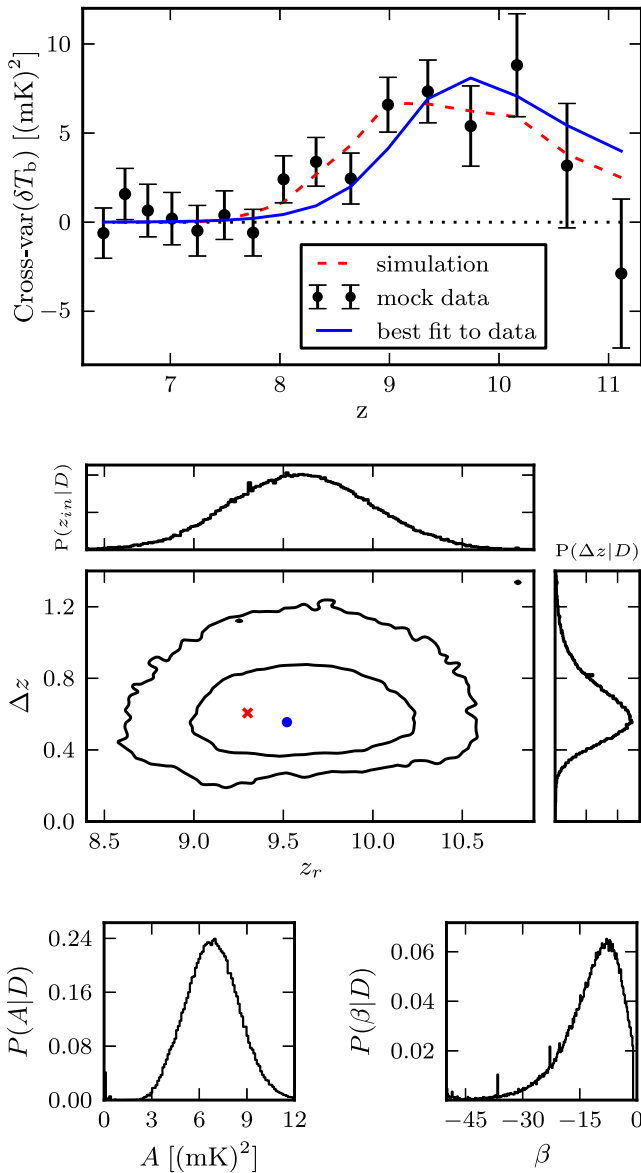 10
5
0
−5
Cross-var(δT_b) [(mK)^2]
simulation
mock data
best fit to data
7 8 9 10 11
z
P(z_in|D)
P(Δz|D)
1.2
0.8
0.4
0.0
Δz
8.5 9.0 9.5 10.0 10.5
z_r
0.24
0.16
0.08
0.00
P(A|D)
0 3 6 9 12
A [(mK)^2]
0.06
0.04
0.02
P(β|D)
−45 −30 −15 0
β